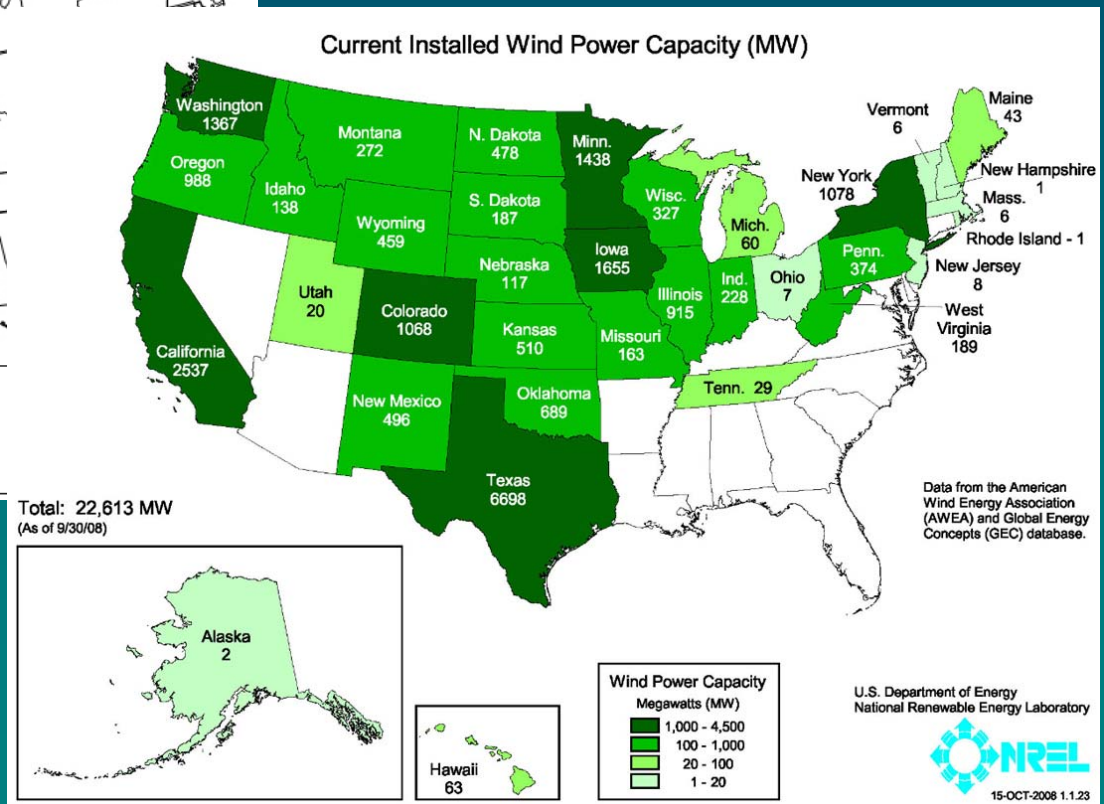 Current Installed Wind Power Capacity (MW)
Washington
1367
Oregon
988
California
2537
Idaho
138
Montana
272
Wyoming
459
Utah
20
Colorado
1068
New Mexico
496
N. Dakota
478
S. Dakota
187
Nebraska
117
Kansas
510
Oklahoma
689
Texas
6698
Minn.
1438
Iowa
1655
Missouri
163
Wisc.
327
Illinois
915
Mich.
60
Ind.
228
Ohio
7
Tenn. 29
Penn.
374
New York
1078
Vermont
6
Maine
43
New Hampshire
1
Mass.
6
Rhode Island - 1
New Jersey
8
West
Virginia
189
Total: 22,613 MW
(As of 9/30/08)
Alaska
2
Hawaii
63
Wind Power Capacity
Megawatts (MW)
1,000 - 4,500
100 - 1,000
20 - 100
1 - 20
Data from the American
Wind Energy Association
(AWEA) and Global Energy
Concepts (GEC) database.
U.S. Department of Energy
National Renewable Energy Laboratory
NREL
15-OCT-2008 1.1.23